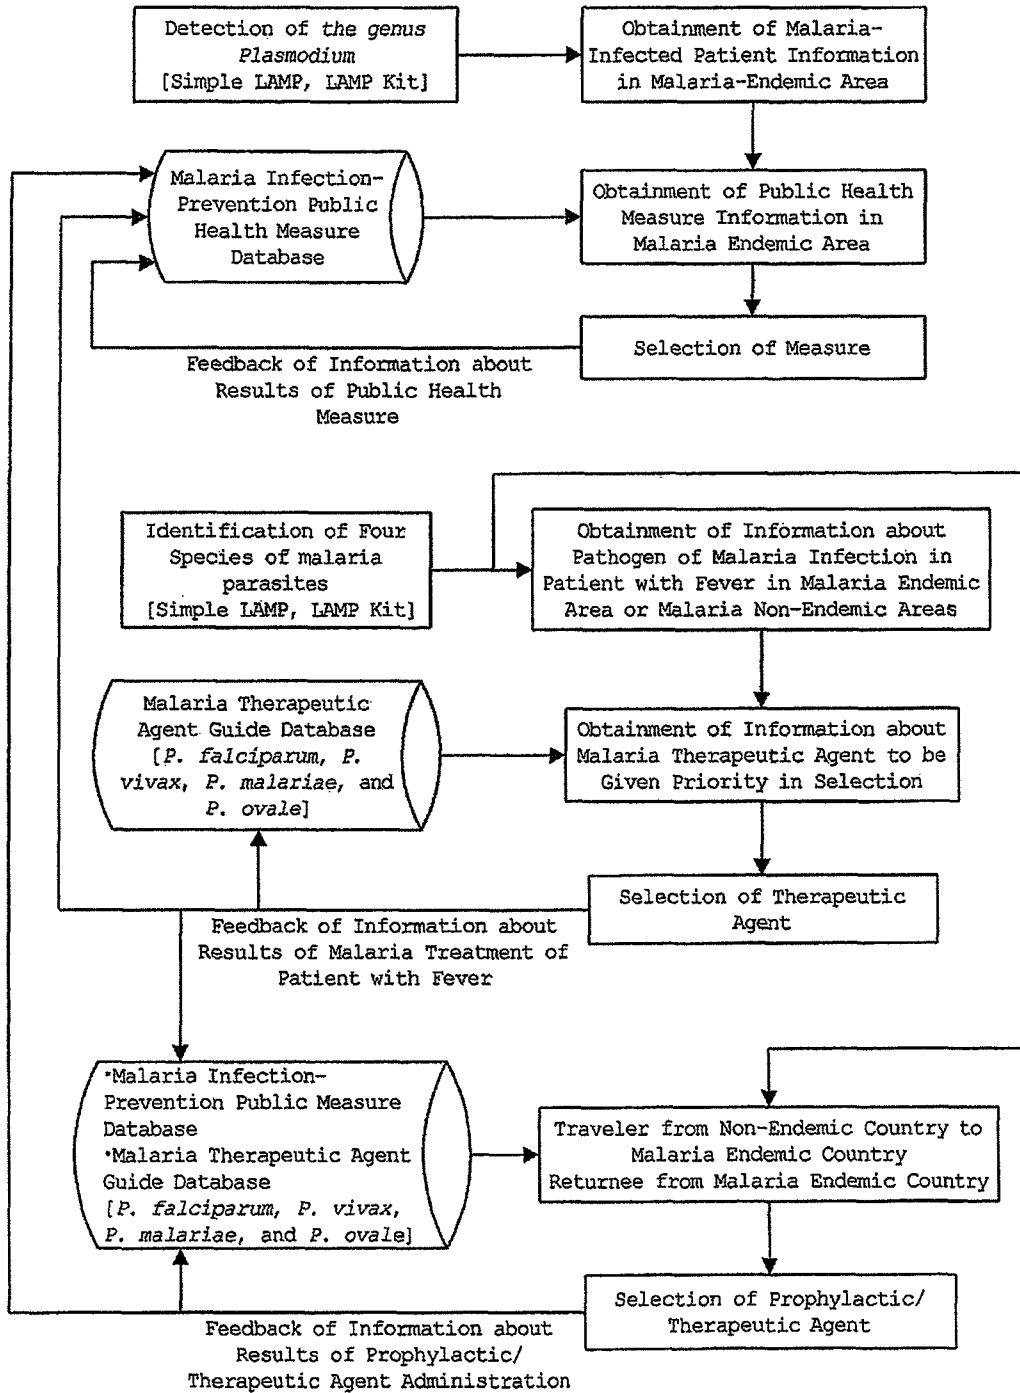 Detection of the genus
Plasmodium
[Simple LAMP, LAMP Kit]
Obtainment of Malaria-
Infected Patient Information
in Malaria-Endemic Area
Malaria Infection-
Prevention Public
Health Measure
Database
Obtainment of Public Health
Measure Information in
Malaria Endemic Area
Selection of Measure
Feedback of Information about
Results of Public Health
Measure
Identification of Four
Species of malaria
parasites
[Simple LAMP, LAMP Kit]
Obtainment of Information about
Pathogen of Malaria Infection in
Patient with Fever in Malaria Endemic
Area or Malaria Non-Endemic Areas
Malaria Therapeutic
Agent Guide Database
[P. falciparum, P.
vivax, P. malariae, and
P. ovale]
Obtainment of Information about
Malaria Therapeutic Agent to be
Given Priority in Selection
Selection of Therapeutic
Agent
Feedback of Information about
Results of Malaria Treatment of
Patient with Fever
•Malaria Infection-
Prevention Public Measure
Database
•Malaria Therapeutic Agent
Guide Database
[P. falciparum, P. vivax,
P. malariae, and P. ovale]
Traveler from Non-Endemic Country to
Malaria Endemic Country
Returnee from Malaria Endemic Country
Selection of Prophylactic/
Therapeutic Agent
Feedback of Information about
Results of Prophylactic/
Therapeutic Agent Administration